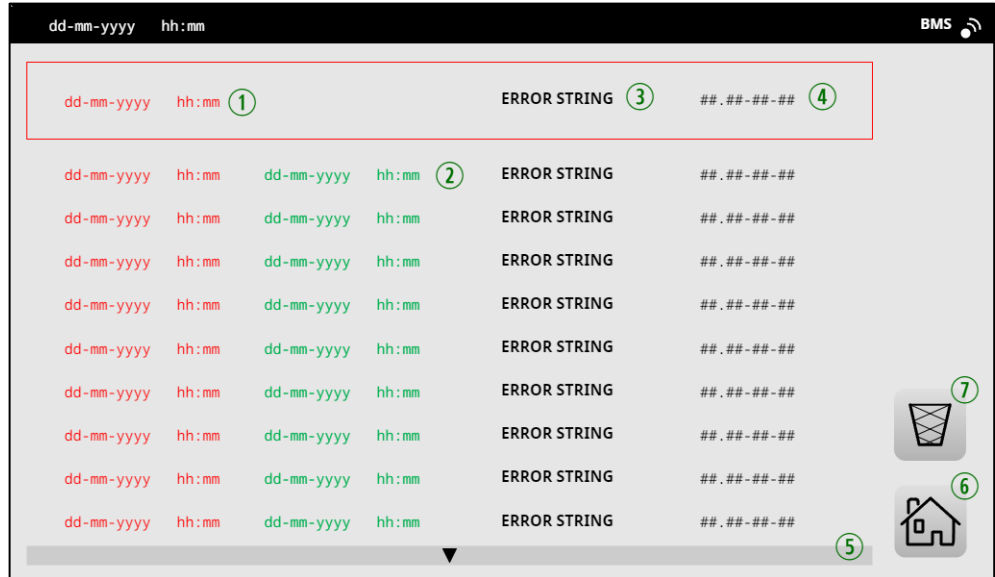 dd-mm-yyyy hh:mm BMS
dd-mm-yyyy hh:mm ① ERROR STRING ③ ##.##-##-## ④
dd-mm-yyyy hh:mm dd-mm-yyyy hh:mm ② ERROR STRING ##.##-##-##
dd-mm-yyyy hh:mm dd-mm-yyyy hh:mm ERROR STRING ##.##-##-##
dd-mm-yyyy hh:mm dd-mm-yyyy hh:mm ERROR STRING ##.##-##-##
dd-mm-yyyy hh:mm dd-mm-yyyy hh:mm ERROR STRING ##.##-##-##
dd-mm-yyyy hh:mm dd-mm-yyyy hh:mm ERROR STRING ##.##-##-##
dd-mm-yyyy hh:mm dd-mm-yyyy hh:mm ERROR STRING ##.##-##-##
⑦
dd-mm-yyyy hh:mm dd-mm-yyyy hh:mm ERROR STRING ##.##-##-##
dd-mm-yyyy hh:mm dd-mm-yyyy hh:mm ERROR STRING ##.##-##-##
⑥
dd-mm-yyyy hh:mm dd-mm-yyyy hh:mm ERROR STRING ##.##-##-##
⑤